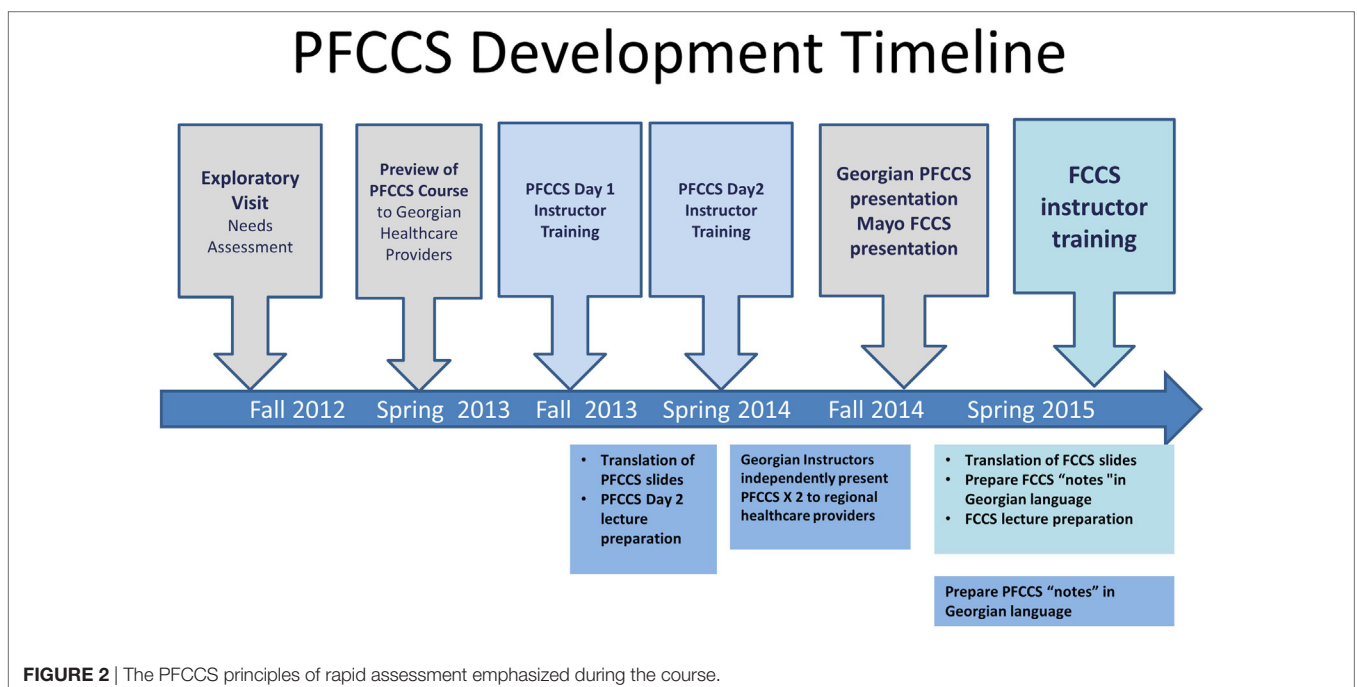 PFCCS Development Timeline
Exploratory
Visit
Needs
Assessment
Preview of
PFCCS Course
to Georgian
Healthcare
Providers
PFCCS Day 1
Instructor
Training
PFCCS Day2
Instructor
Training
Georgian PFCCS
presentation
Mayo FCCS
presentation
FCCS
instructor
training
Fall 2012 Spring 2013 Fall 2013 Spring 2014 Fall 2014 Spring 2015
• Translation of
PFCCS slides
• PFCCS Day 2
lecture
preparation
Georgian Instructors
independently present
PFCCS X 2 to regional
healthcare providers
• Translation of FCCS slides
• Prepare FCCS “notes "in
Georgian language
• FCCS lecture preparation
Prepare PFCCS “notes” in
Georgian language
FIGURE 2 | The PFCCS principles of rapid assessment emphasized during the course.